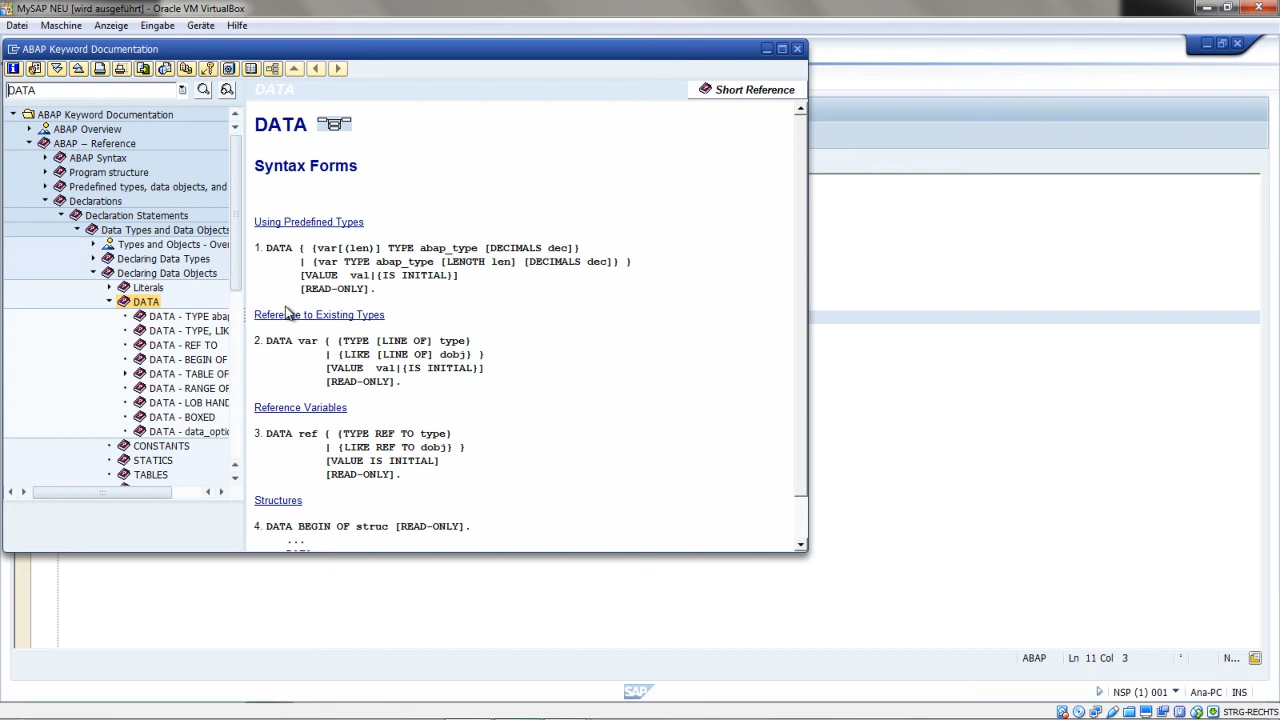 MySAP NEU [wird ausgeführt] - Oracle VM VirtualBox
Datei Maschine Anzeige Eingabe Geräte Hilfe
ABAP Keyword Documentation
DATA
DATA
Short Reference
ABAP Keyword Documentation
ABAP Overview
ABAP – Reference
ABAP Syntax
Program structure
Predefined types, data objects, and
Declarations
Declaration Statements
Data Types and Data Objects
Types and Objects - Over
Declaring Data Types
Declaring Data Objects
Literals
DATA
DATA - TYPE abap
DATA - TYPE, LIK
DATA - REF TO
DATA - BEGIN OF
DATA - TABLE OF
DATA - RANGE OF
DATA - LOB HAND
DATA - BOXED
DATA - data_optio
CONSTANTS
STATICS
TABLES
DATA
Syntax Forms
Using Predefined Types
1. DATA { {var[(len)] TYPE abap_type [DECIMALS dec]}
| {var TYPE abap_type [LENGTH len] [DECIMALS dec]} }
[VALUE val|{IS INITIAL}]
[READ-ONLY].
Reference to Existing Types
2. DATA var { {TYPE [LINE OF] type}
| {LIKE [LINE OF] dobj} }
[VALUE val|{IS INITIAL}]
[READ-ONLY].
Reference Variables
3. DATA ref { {TYPE REF TO type}
| {LIKE REF TO dobj} }
[VALUE IS INITIAL]
[READ-ONLY].
Structures
4. DATA BEGIN OF struc [READ-ONLY].
...
ABAP Ln 11 Col 3 N...
SAP
NSP (1) 001 Ana-PC INS
STRG-RECHTS